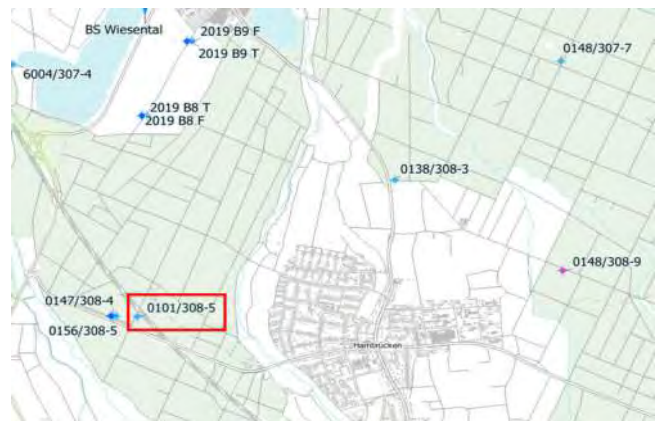 BS Wiesental
2019 B9 F
2019 B9 T
0148/307-7
6004/307-4
2019 B8 T
2019 B8 F
0138/308-3
0148/308-9
0147/308-4
0101/308-5
0156/308-5
Hambrücken